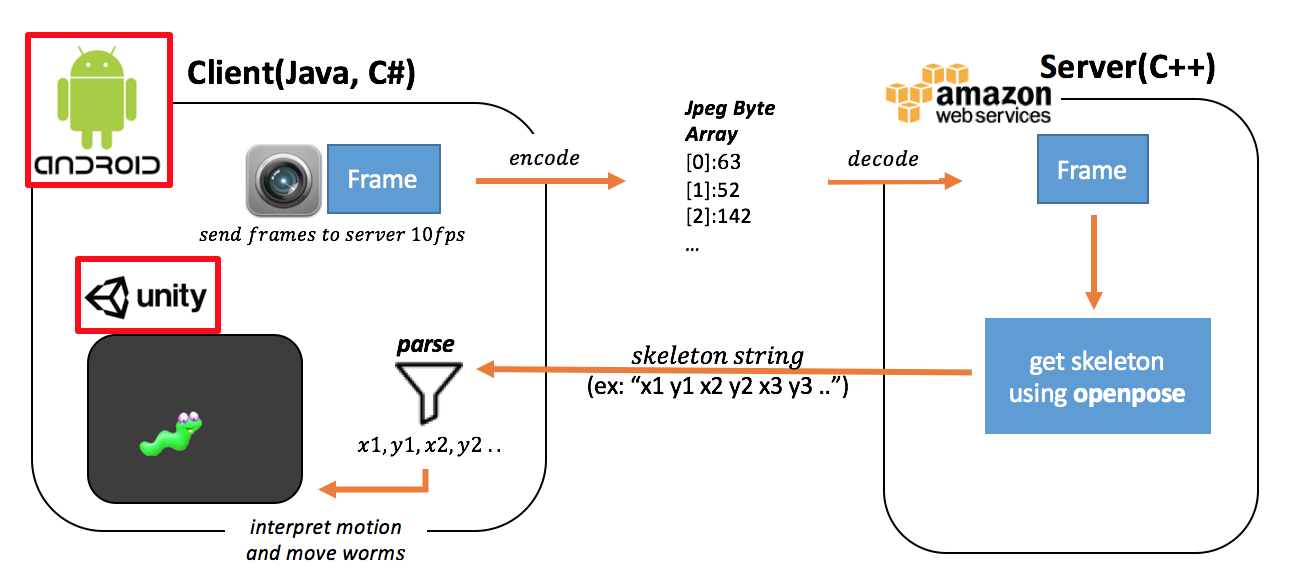 Client(Java, C#)
Server(C++)
ANDROID
amazon
web services
Jpeg Byte
Array
[0]:63
[1]:52
[2]:142
...
encode
decode
Frame
Frame
send frames to server 10fps
unity
parse
skeleton string
(ex: “x1 y1 x2 y2 x3 y3 ..”)
get skeleton
using openpose
x1, y1, x2, y2 . .
interpret motion
and move worms